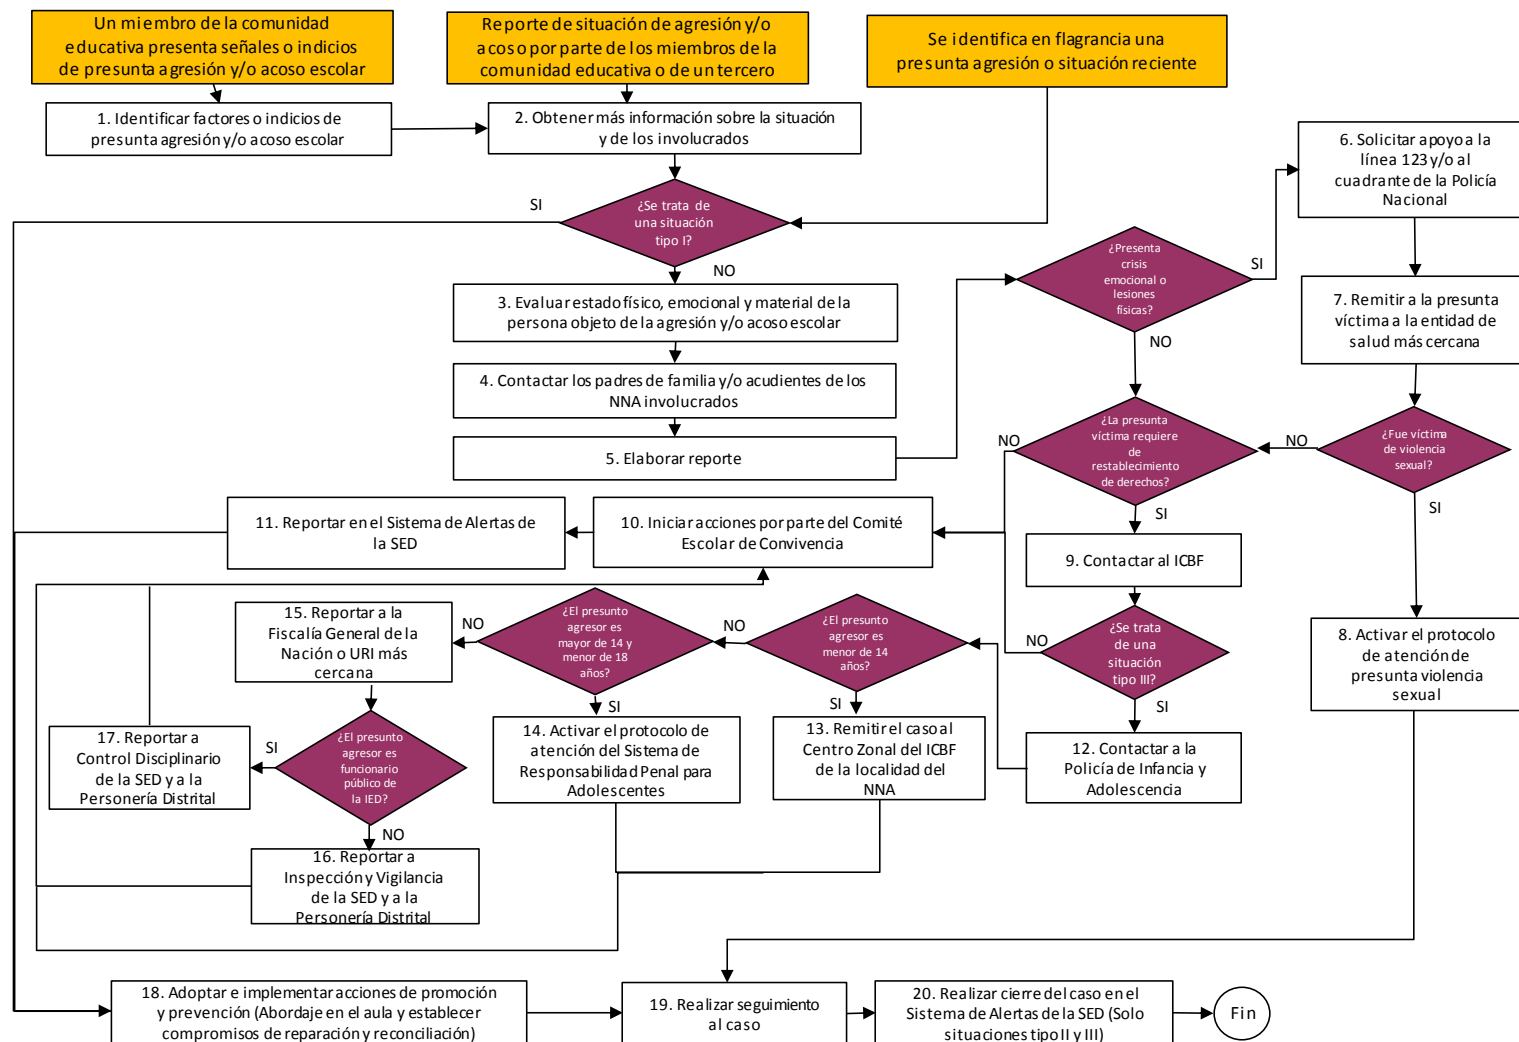 Un miembro de la comunidad
educativa presenta señales o indicios
de presunta agresión y/o acoso escolar
Reporte de situación de agresión y/o
acoso por parte de los miembros de la
comunidad educativa o de un tercero
Se identifica en flagrancia una
presunta agresión o situación reciente
1. Identificar factores o indicios de
presunta agresión y/o acoso escolar
2. Obtener más información sobre la situación
y de los involucrados
6. Solicitar apoyo a la
línea 123 y/o al
cuadrante de la Policía
Nacional
SI
¿Se trata de
una situación
tipo I?
NO
¿Presenta
crisis
emocional o
lesiones
físicas?
SI
NO
3. Evaluar estado físico, emocional y material de la
persona objeto de la agresión y/o acoso escolar
7. Remitir a la presunta
víctima a la entidad de
salud más cercana
4. Contactar los padres de familia y/o acudientes de los
NNA involucrados
5. Elaborar reporte
NO
¿La presunta
víctima requiere
de
restablecimiento
de derechos?
SI
NO
¿Fue víctima
de violencia
sexual?
SI
11. Reportar en el Sistema de Alertas de
la SED
10. Iniciar acciones por parte del Comité
Escolar de Convivencia
9. Contactar al ICBF
15. Reportar a la
Fiscalía General de la
Nación o URI más
cercana
NO
¿El presunto
agresor es
mayor de 14 y
menor de 18
años?
SI
NO
¿El presunto
agresor es
menor de 14
años?
SI
NO
¿Se trata
de una
situación
tipo III?
SI
8. Activar el protocolo
de atención de
presunta violencia
sexual
17. Reportar a
Control Disciplinario
de la SED y a la
Personería Distrital
SI
¿El presunto
agresor es
funcionario
público de
la IED?
NO
14. Activar el protocolo de
atención del Sistema de
Responsabilidad Penal para
Adolescentes
13. Remitir el caso al
Centro Zonal del ICBF
de la localidad del
NNA
12. Contactar a la
Policía de Infancia y
Adolescencia
16. Reportar a
Inspección y Vigilancia
de la SED y a la
Personería Distrital
18. Adoptar e implementar acciones de promoción
y prevención (Abordaje en el aula y establecer
compromisos de reparación y reconciliación)
19. Realizar seguimiento
al caso
20. Realizar cierre del caso en el
Sistema de Alertas de la SED (Solo
situaciones tipo II y III)
Fin